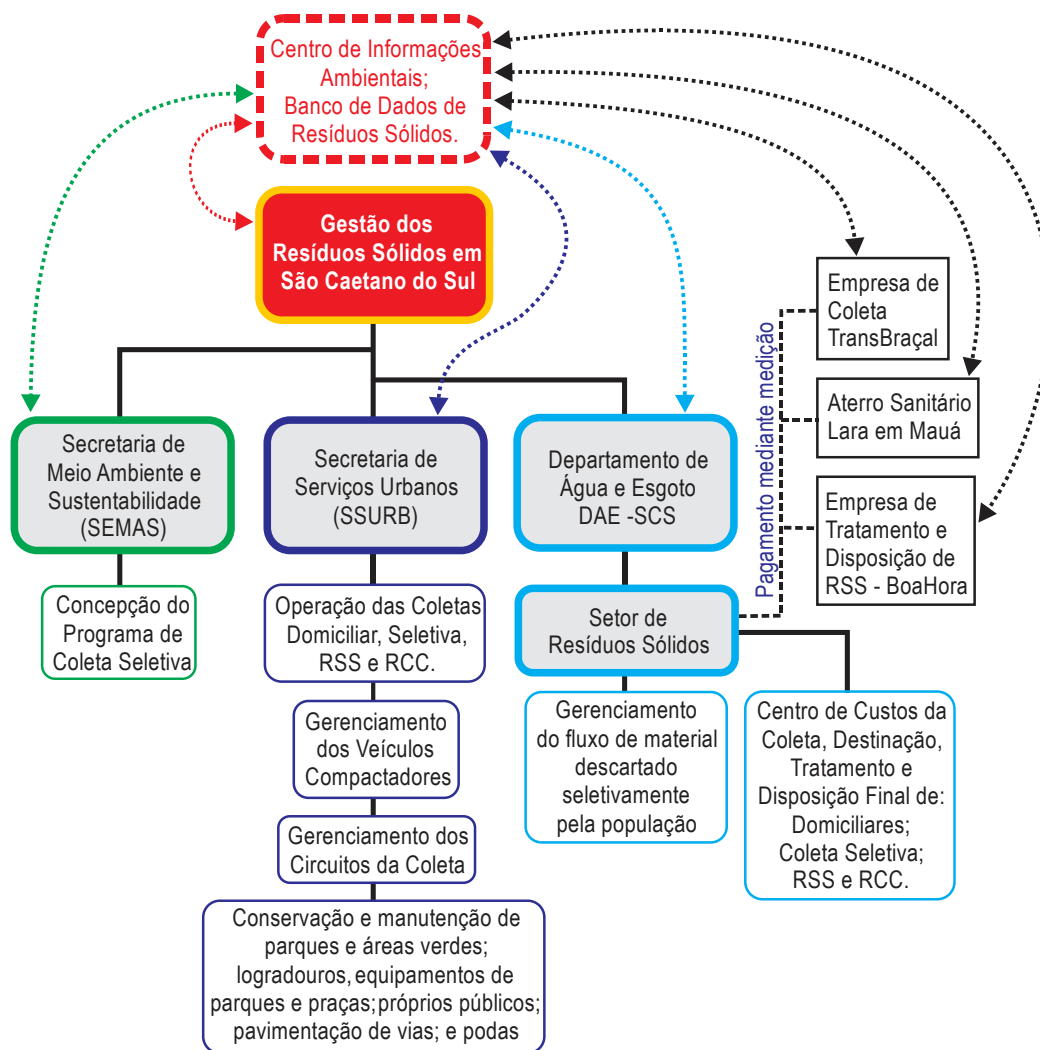 Centro de Informações
Ambientais;
Banco de Dados de
Resíduos Sólidos.
Gestão dos
Resíduos Sólidos em
São Caetano do Sul
Empresa de
Coleta
TransBraçal
Aterro Sanitário
Lara em Mauá
Empresa de
Tratamento e
Disposição de
RSS - BoaHora
Pagamento mediante medição
Secretaria de
Meio Ambiente e
Sustentabilidade
(SEMAS)
Secretaria de
Serviços Urbanos
(SSURB)
Departamento de
Água e Esgoto
DAE -SCS
Concepção do
Programa de
Coleta Seletiva
Operação das Coletas
Domiciliar, Seletiva,
RSS e RCC.
Setor de
Resíduos Sólidos
Gerenciamento
dos Veículos
Compactadores
Gerenciamento
do fluxo de material
descartado
seletivamente
pela população
Centro de Custos da
Coleta, Destinação,
Tratamento e
Disposição Final de:
Domiciliares;
Coleta Seletiva;
RSS e RCC.
Gerenciamento dos
Circuitos da Coleta
Conservação e manutenção de
parques e áreas verdes;
logradouros, equipamentos de
parques e praças; próprios públicos;
pavimentação de vias; e podas